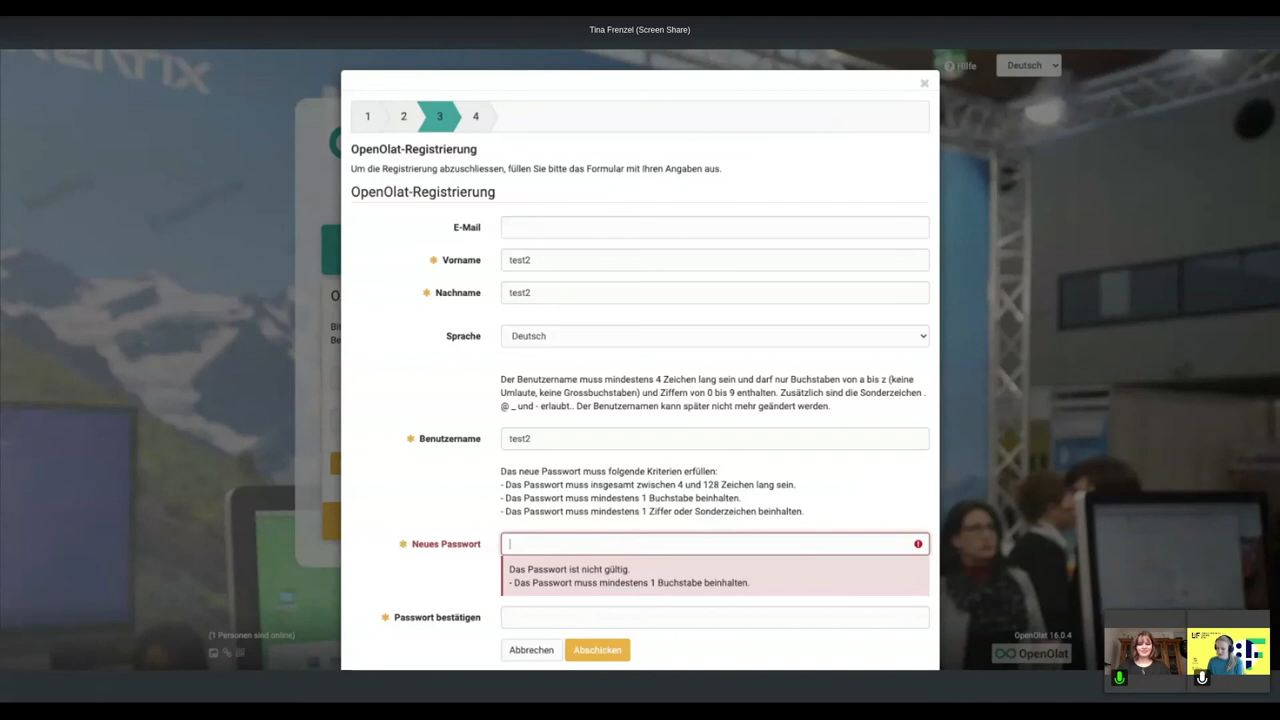 Tina Frenzel (Screen Share)
Hilfe
Deutsch
1 2 3 4
OpenOlat-Registrierung
Um die Registrierung abzuschliessen, füllen Sie bitte das Formular mit Ihren Angaben aus.
OpenOlat-Registrierung
E-Mail
Vorname test2
Nachname test2
Sprache Deutsch
Der Benutzername muss mindestens 4 Zeichen lang sein und darf nur Buchstaben von a bis z (keine
Umlaute, keine Grossbuchstaben) und Ziffern von 0 bis 9 enthalten. Zusätzlich sind die Sonderzeichen .
@ _ und - erlaubt.. Der Benutzernamen kann später nicht mehr geändert werden.
Benutzername test2
Das neue Passwort muss folgende Kriterien erfüllen:
- Das Passwort muss insgesamt zwischen 4 und 128 Zeichen lang sein.
- Das Passwort muss mindestens 1 Buchstabe beinhalten.
- Das Passwort muss mindestens 1 Ziffer oder Sonderzeichen beinhalten.
Neues Passwort
Das Passwort ist nicht gültig.
- Das Passwort muss mindestens 1 Buchstabe beinhalten.
Passwort bestätigen
Abbrechen Abschicken
(1 Personen sind online)
OpenOlat 16.0.4
OpenOlat